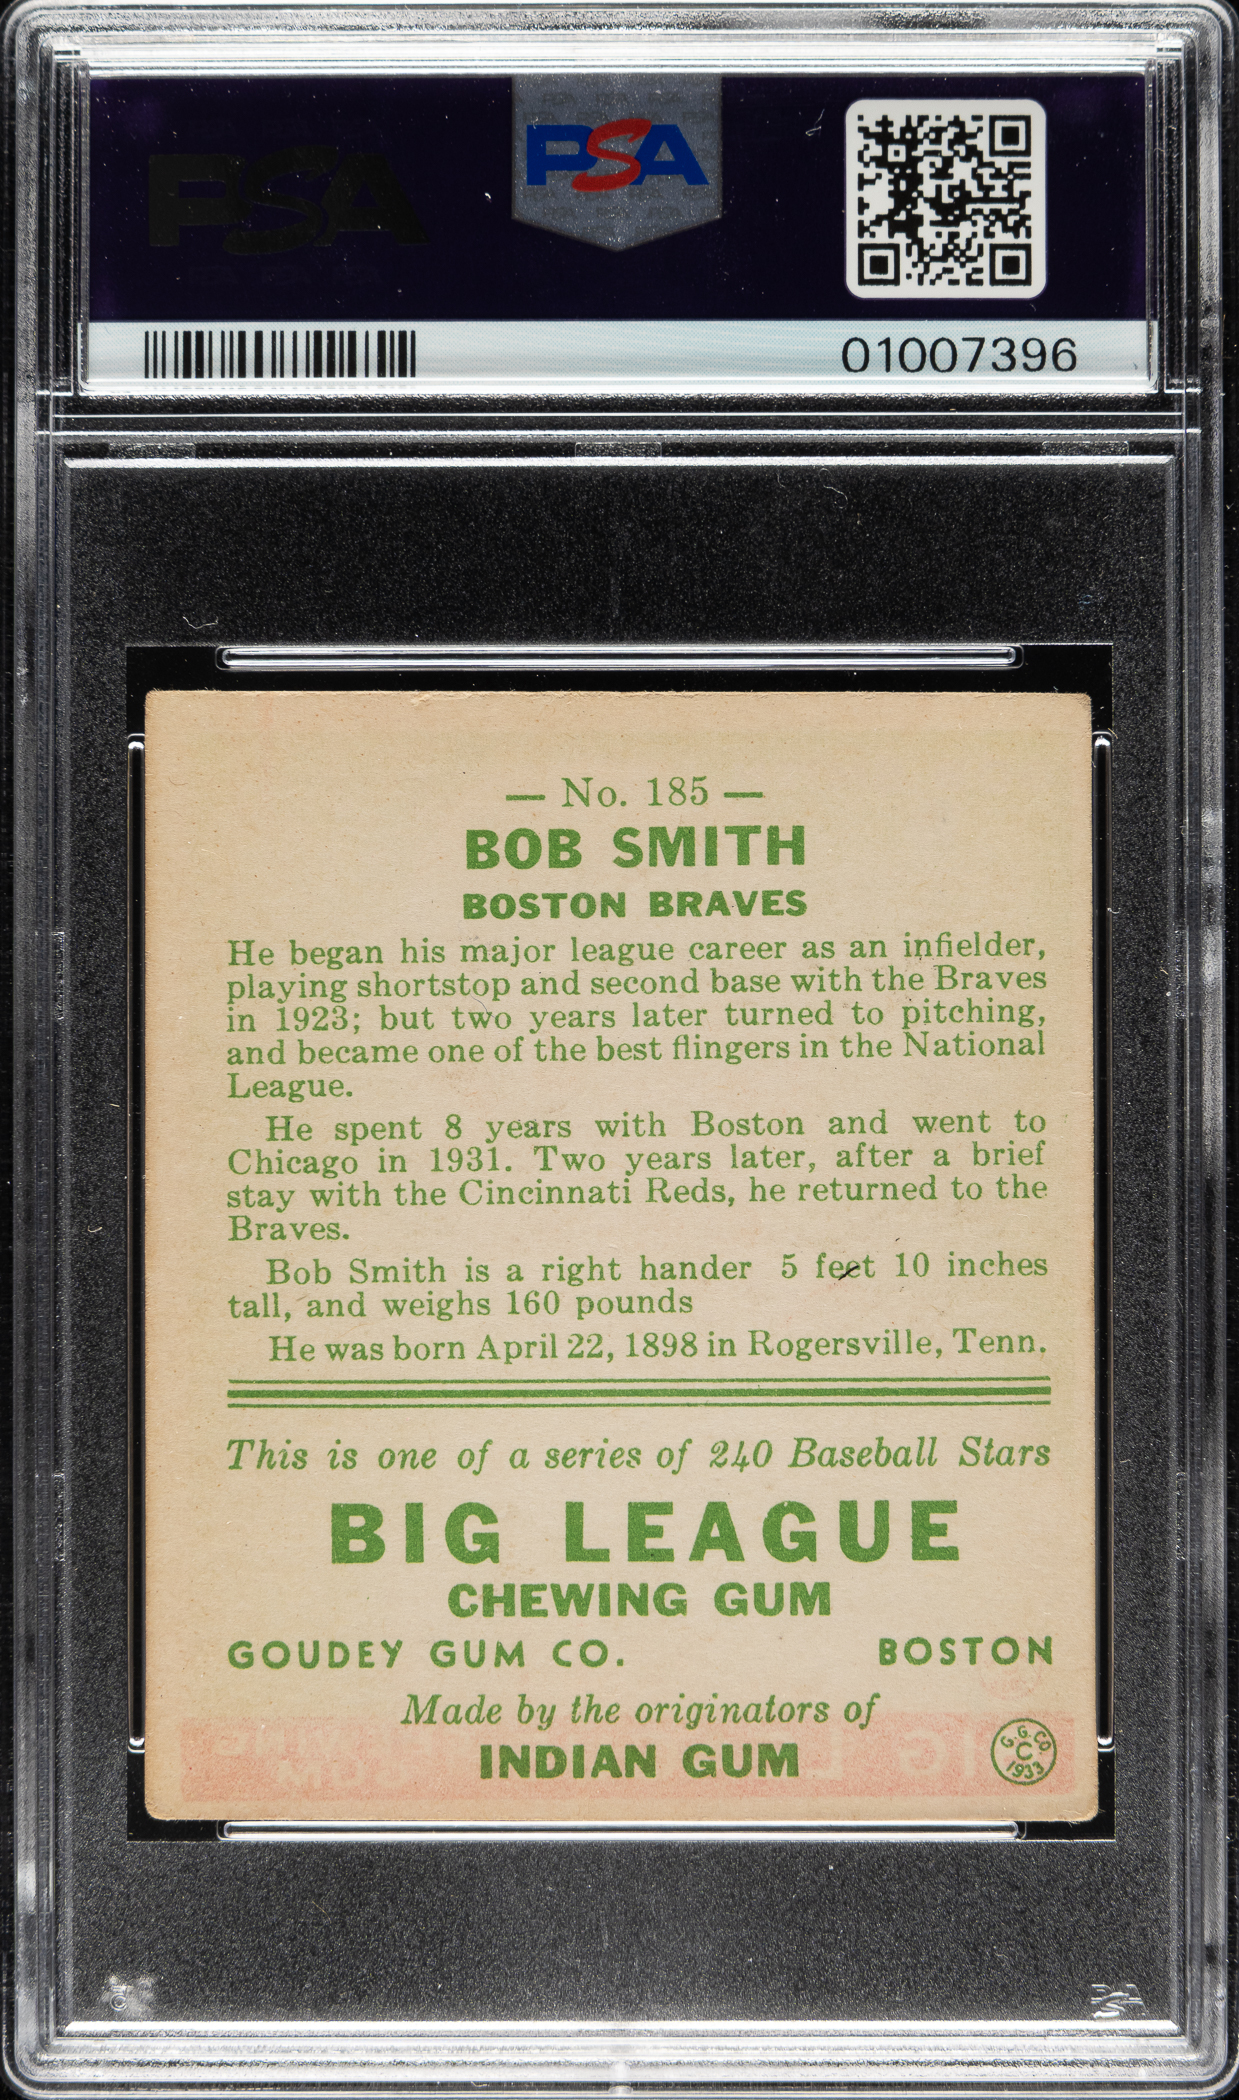 PSA
PSA
01007396
— No. 185 —
BOB SMITH
BOSTON BRAVES
He began his major league career as an infielder,
playing shortstop and second base with the Braves
in 1923; but two years later turned to pitching,
and became one of the best flingers in the National
League.
He spent 8 years with Boston and went to
Chicago in 1931. Two years later, after a brief
stay with the Cincinnati Reds, he returned to the
Braves.
Bob Smith is a right hander 5 feet 10 inches
tall, and weighs 160 pounds
He was born April 22, 1898 in Rogersville, Tenn.
This is one of a series of 240 Baseball Stars
BIG LEAGUE
CHEWING GUM
GOUDEY GUM CO. BOSTON
Made by the originators of
INDIAN GUM
G. G. CO.
C
1933